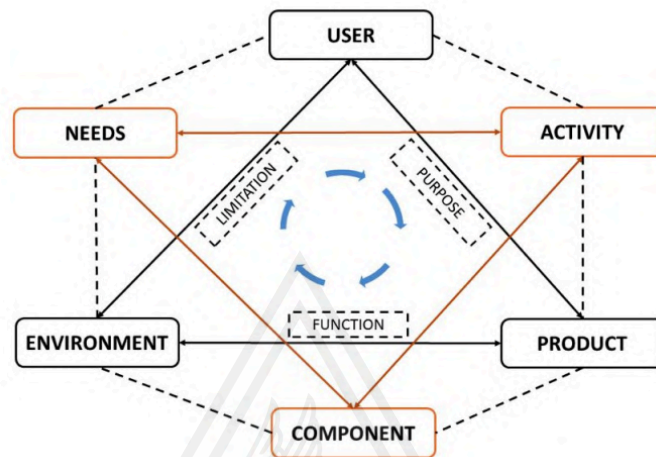 USER
NEEDS
ACTIVITY
LIMITATION
PURPOSE
FUNCTION
ENVIRONMENT
PRODUCT
COMPONENT